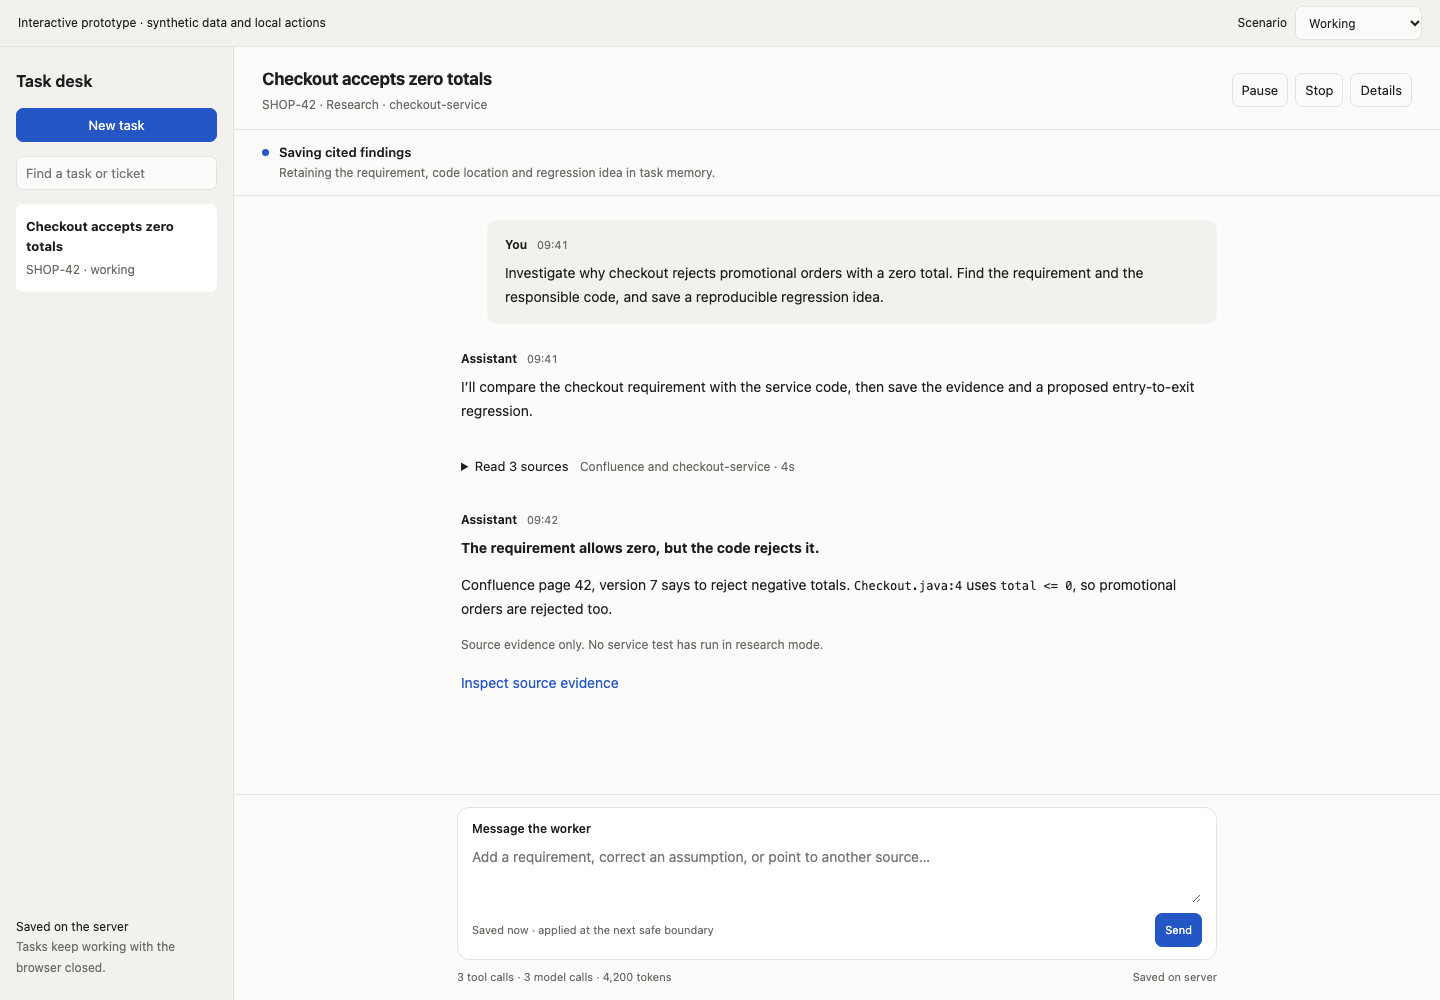 Interactive prototype · synthetic data and local actions
Scenario
Working
Task desk
New task
Find a task or ticket
Checkout accepts zero
totals
SHOP-42 · working
Saved on the server
Tasks keep working with the
browser closed.
Checkout accepts zero totals
SHOP-42 · Research · checkout-service
Pause
Stop
Details
Saving cited findings
Retaining the requirement, code location and regression idea in task memory.
You 09:41
Investigate why checkout rejects promotional orders with a zero total. Find the requirement and the
responsible code, and save a reproducible regression idea.
Assistant 09:41
I’ll compare the checkout requirement with the service code, then save the evidence and a proposed entry-to-exit
regression.
Read 3 sources Confluence and checkout-service · 4s
Assistant 09:42
The requirement allows zero, but the code rejects it.
Confluence page 42, version 7 says to reject negative totals. Checkout.java:4 uses total <= 0, so promotional
orders are rejected too.
Source evidence only. No service test has run in research mode.
Inspect source evidence
Message the worker
Add a requirement, correct an assumption, or point to another source...
Saved now · applied at the next safe boundary
Send
3 tool calls · 3 model calls · 4,200 tokens
Saved on server